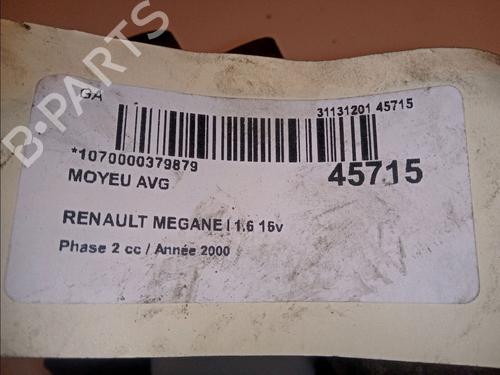 B-PARTS
GA
31131201 45715
*1070000379879
45715
MOYEU AVG
RENAULT MEGANE I 1.6 16v
Phase 2 cc / Année 2000